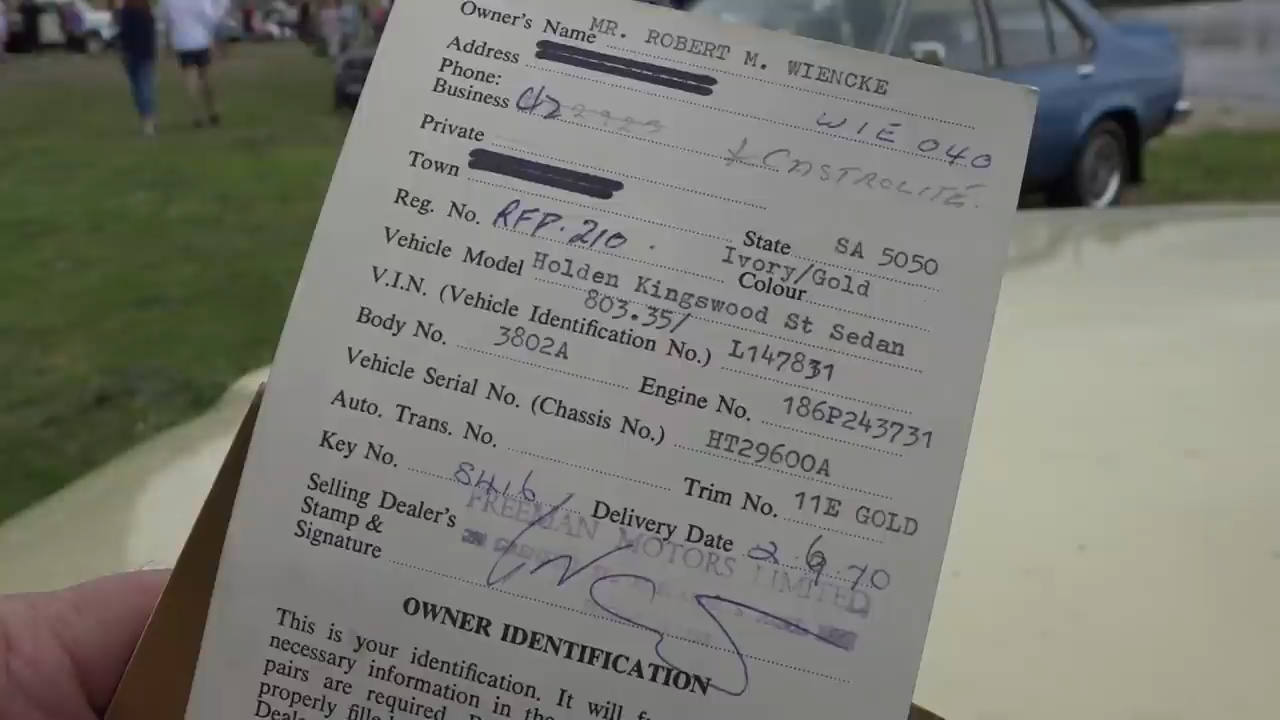 Owner's Name MR. ROBERT M. WIENCKE
Address
Phone:
Business 42 WIE 040
Private
Town
Reg. No. RFP.210. State SA 5050
Vehicle Model Holden Kingswood St Sedan Colour Ivory/Gold
V.I.N. (Vehicle Identification No.) 803.35/ L147831
Body No. 3802A Engine No. 186P243731
Vehicle Serial No. (Chassis No.) HT29600A
Auto. Trans. No. Trim No. 11E GOLD
Key No. 8416 Delivery Date 2 6 70
Selling Dealer's
Stamp &
Signature
FREEMAN MOTORS LIMITED
OWNER IDENTIFICATION
This is your identification. It will
necessary information in the
pairs are required.
properly